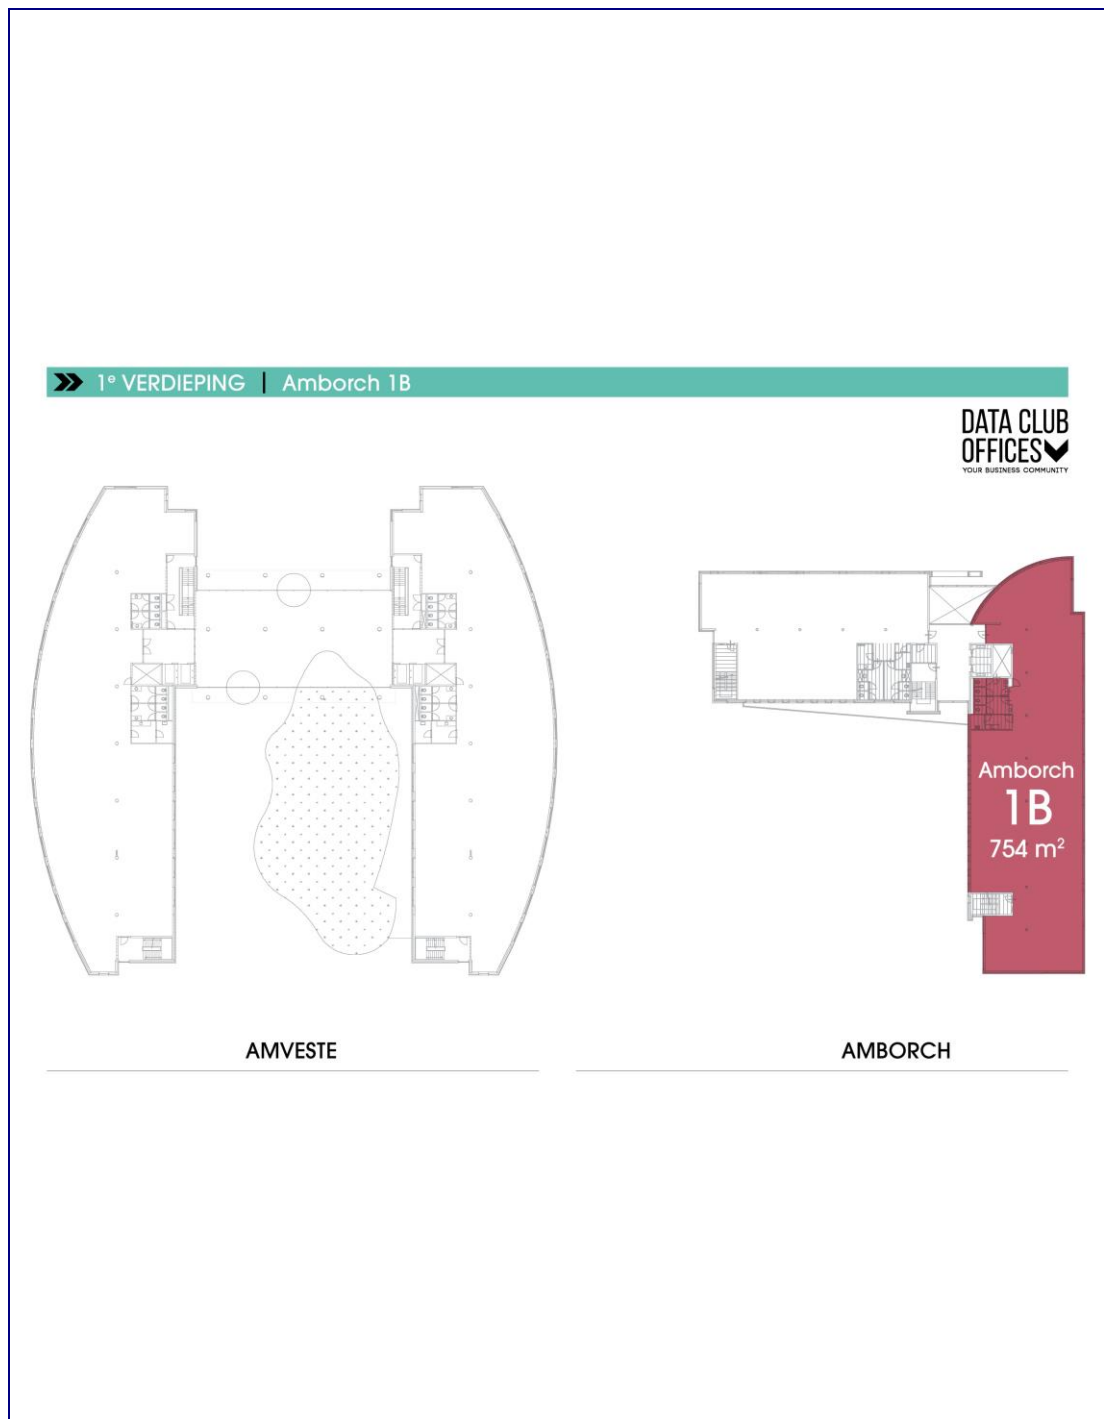 1e VERDIEPING | Amborch 1B
DATA CLUB
OFFICES
YOUR BUSINESS COMMUNITY
Amborch
1B
754 m²
AMVESTE
AMBORCH